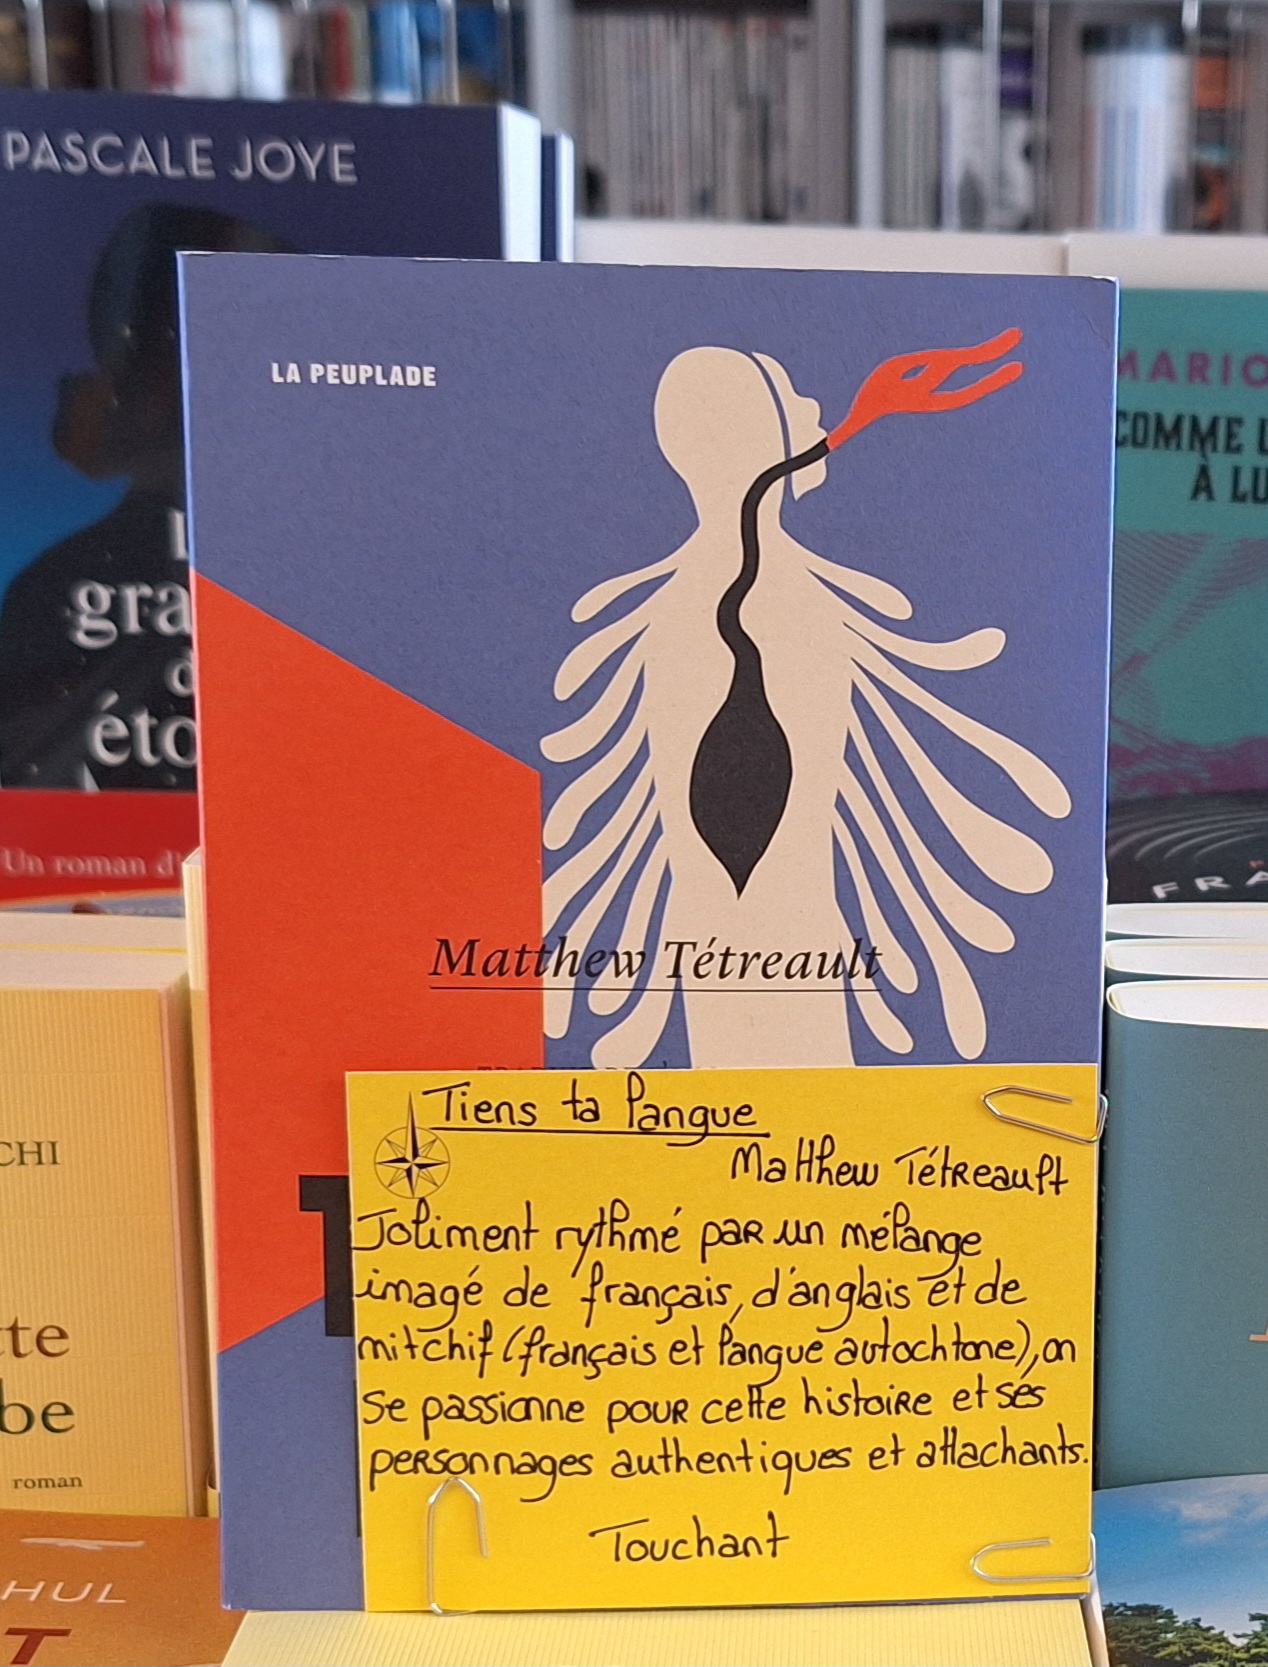 PASCALE JOYE
LA PEUPLADE
MARIO
COMME
À LU
gra
éto
Un roman d'
FRA
Matthew Tétreault
Tiens ta langue
Matthew Tétreault
Joliment rythmé par un mélange
imagé de français, d'anglais et de
mitchif (français et langue autochtone), on
se passionne pour cette histoire et ses
personnages authentiques et attachants.
Touchant
CHI
tte
be
roman
HUL
T